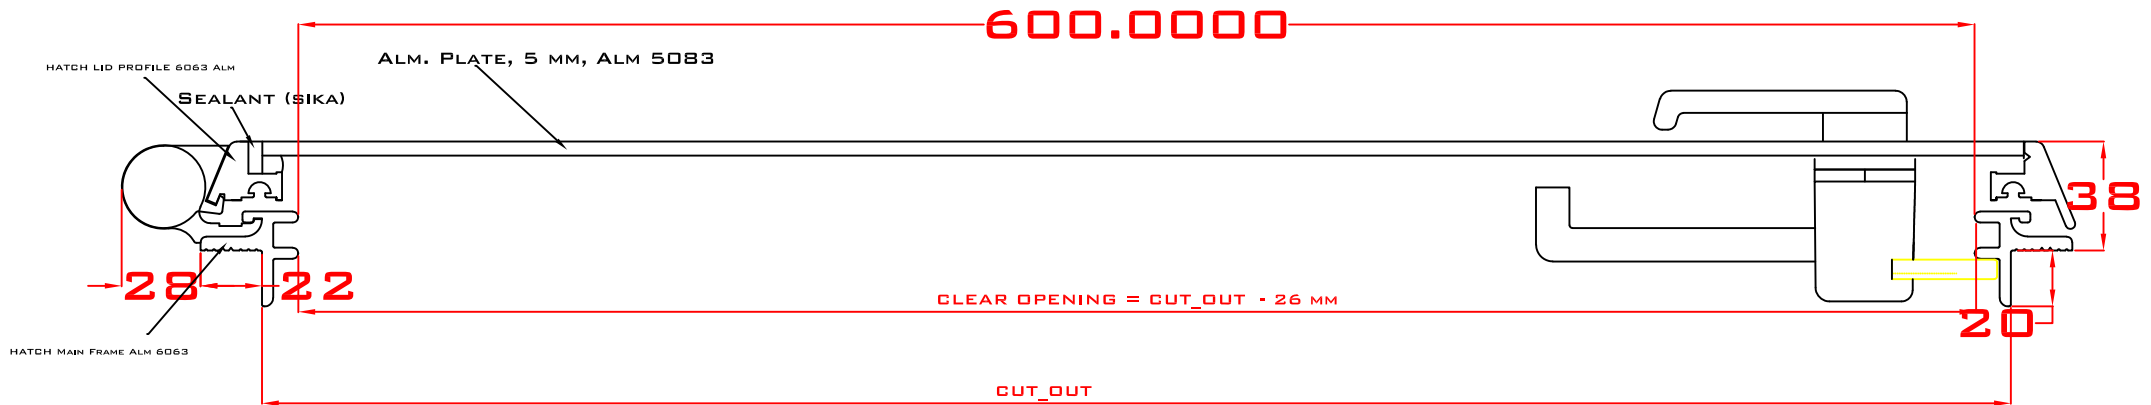 600.0000
ALM. PLATE, 5 MM, ALM 5083
HATCH LID PROFILE 6063 ALM
SEALANT (SIKA)
38
28
22
CLEAR OPENING = CUT_OUT - 26 MM
20
HATCH MAIN FRAME ALM 6063
CUT_OUT